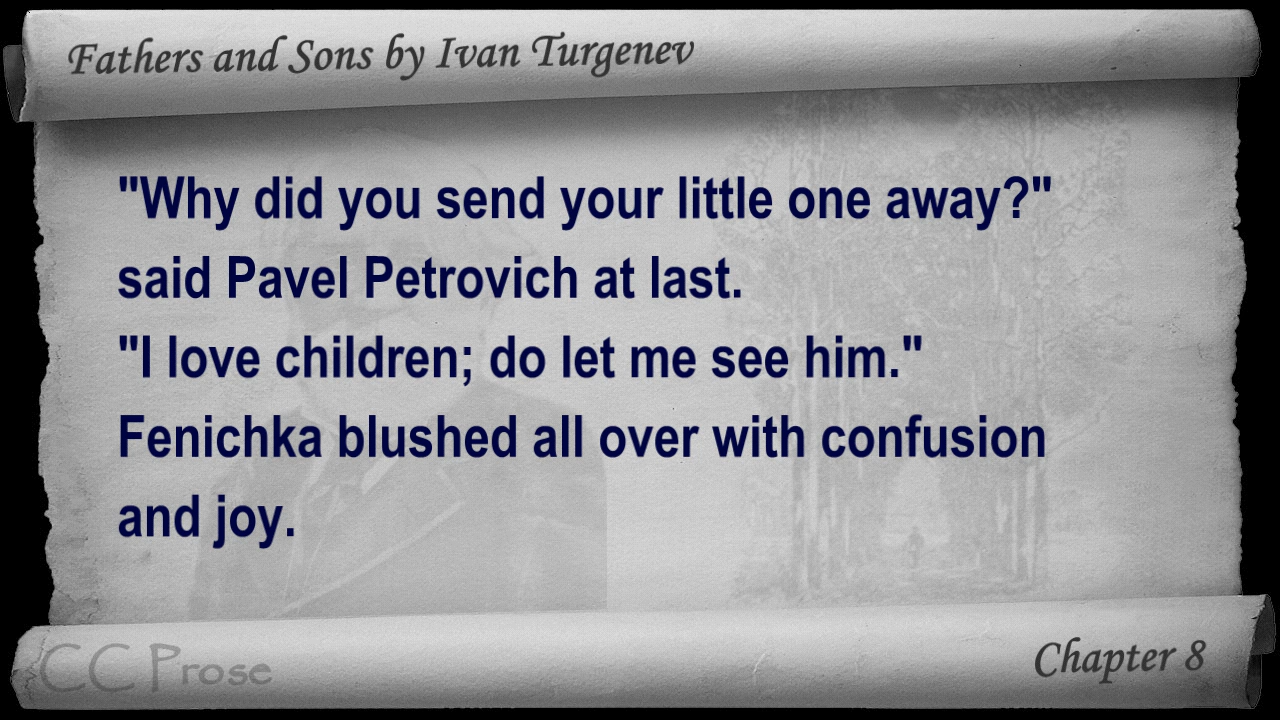 Fathers and Sons by Ivan Turgenev
"Why did you send your little one away?"
said Pavel Petrovich at last.
"I love children; do let me see him."
Fenichka blushed all over with confusion
and joy.
CC Prose
Chapter 8